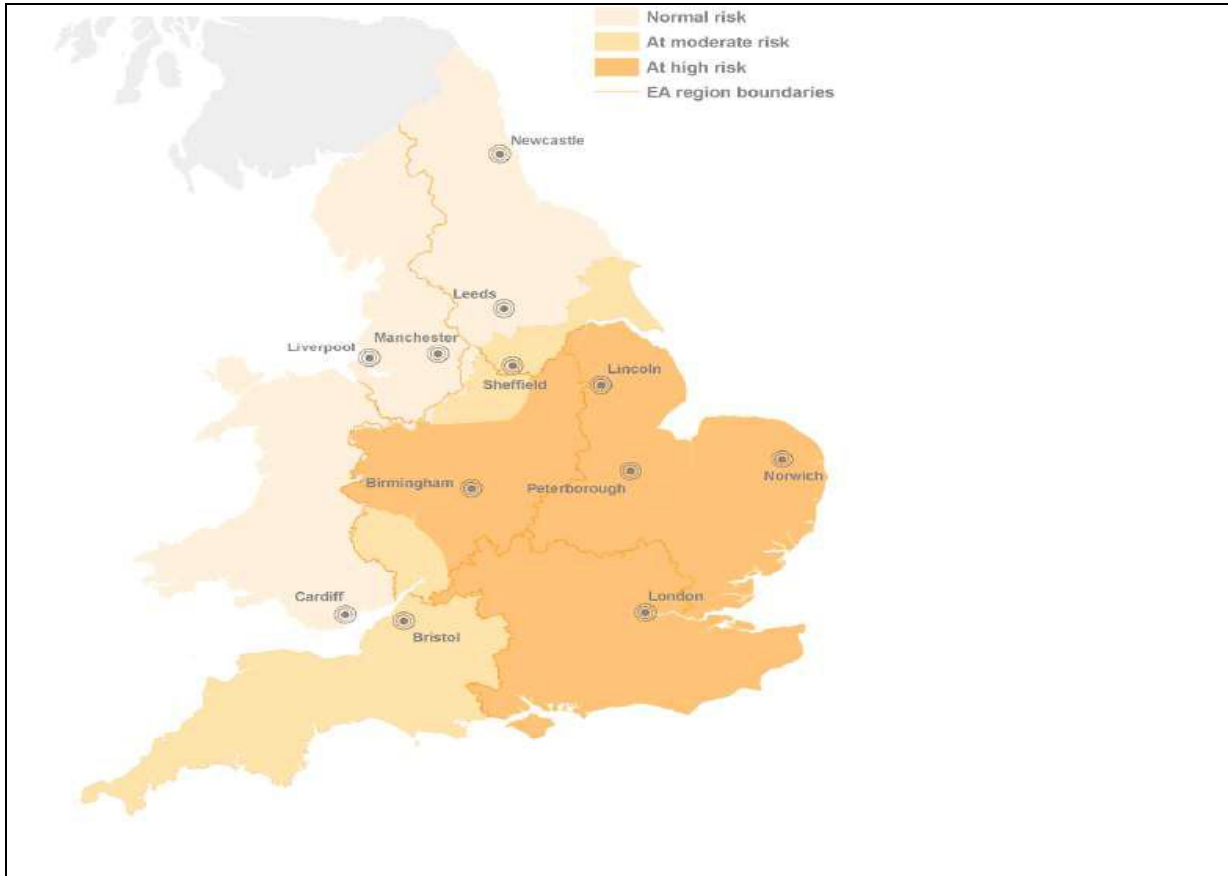 Normal risk
At moderate risk
At high risk
EA region boundaries
Newcastle
Leeds
Manchester
Liverpool
Sheffield
Lincoln
Norwich
Birmingham
Peterborough
Cardiff
London
Bristol